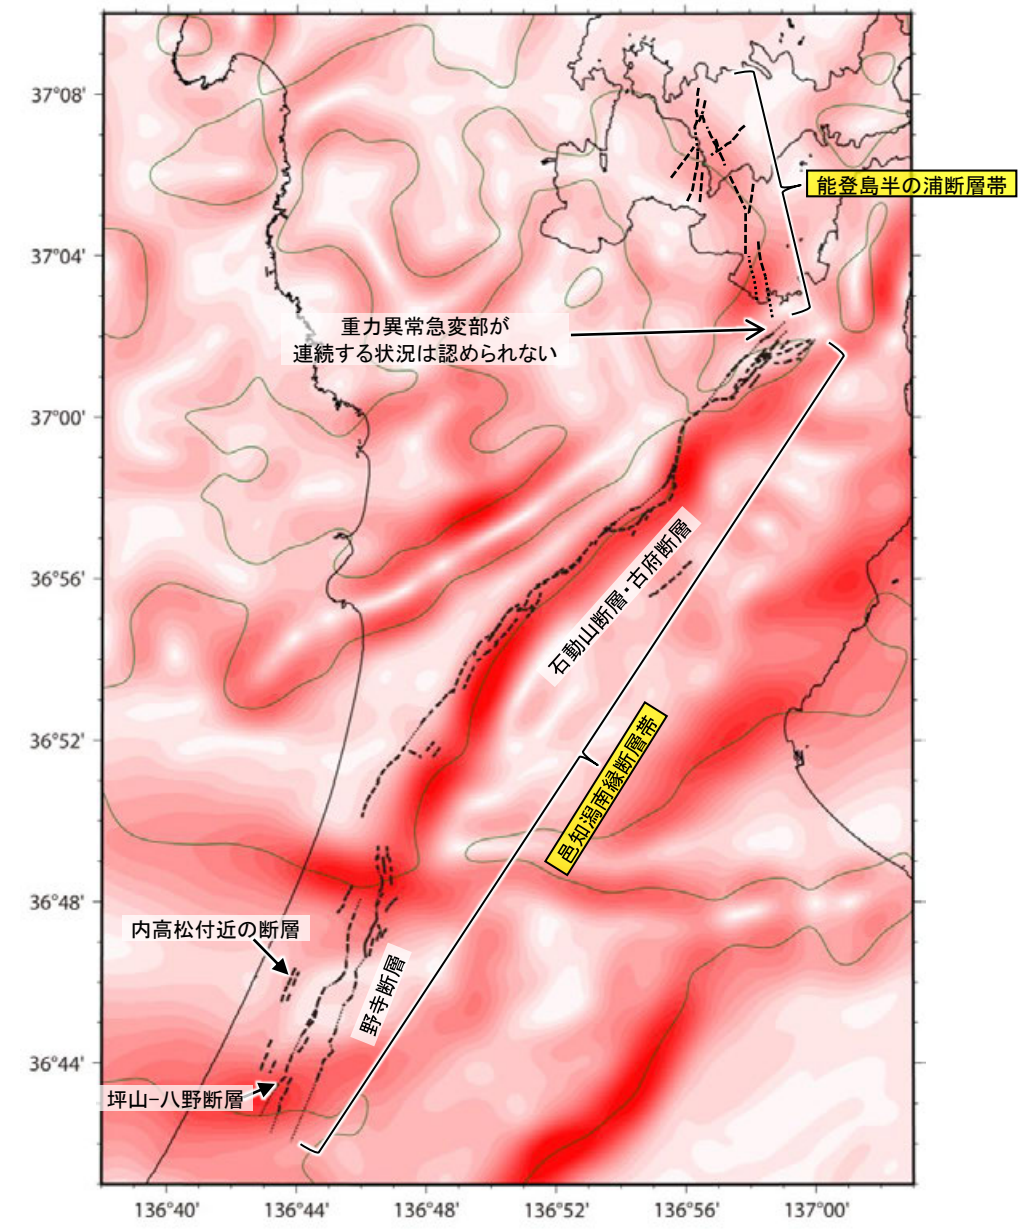 37°08'
能登島半の浦断層帯
37°04'
重力異常急変部が
連続する状況は認められない
37°00'
石動山断層・古府断層
36°56'
36°52'
邑知潟南縁断層帯
36°48'
内高松付近の断層
野寺断層
36°44'
坪山−八野断層
136°40'
136°44'
136°48'
136°52'
136°56'
137°00'